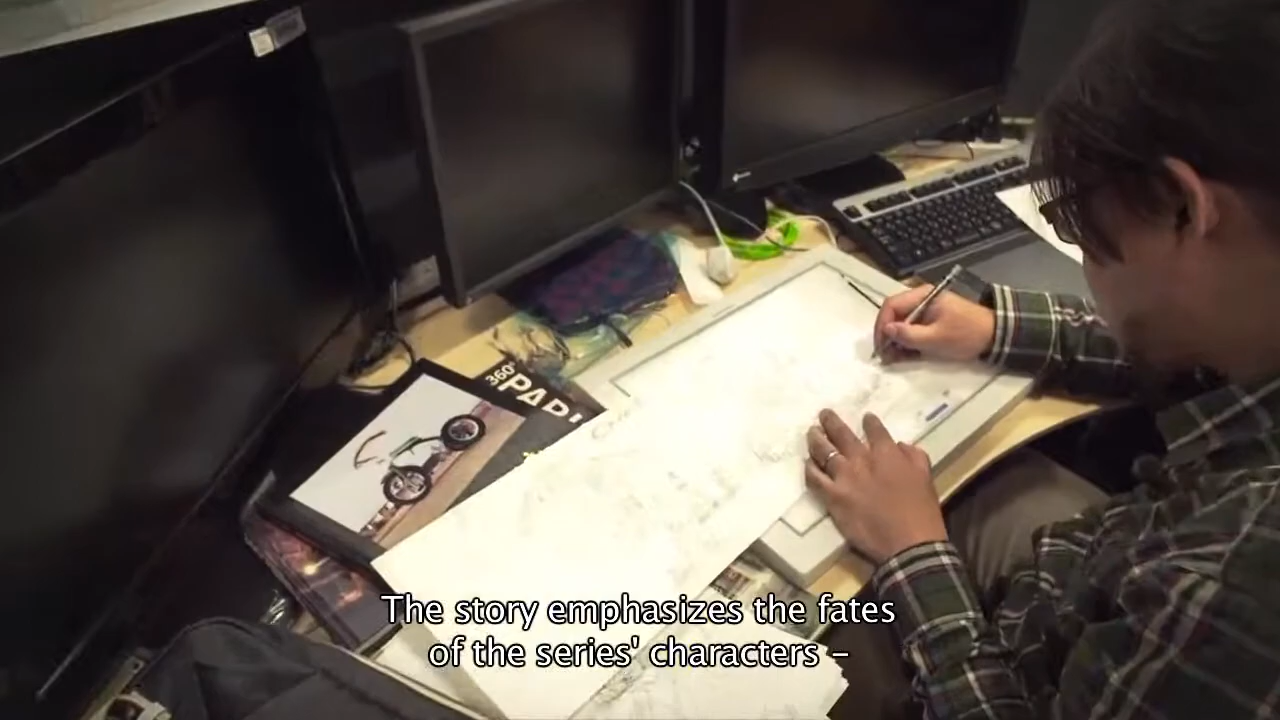 360°
PAR
The story emphasizes the fates
of the series' characters –